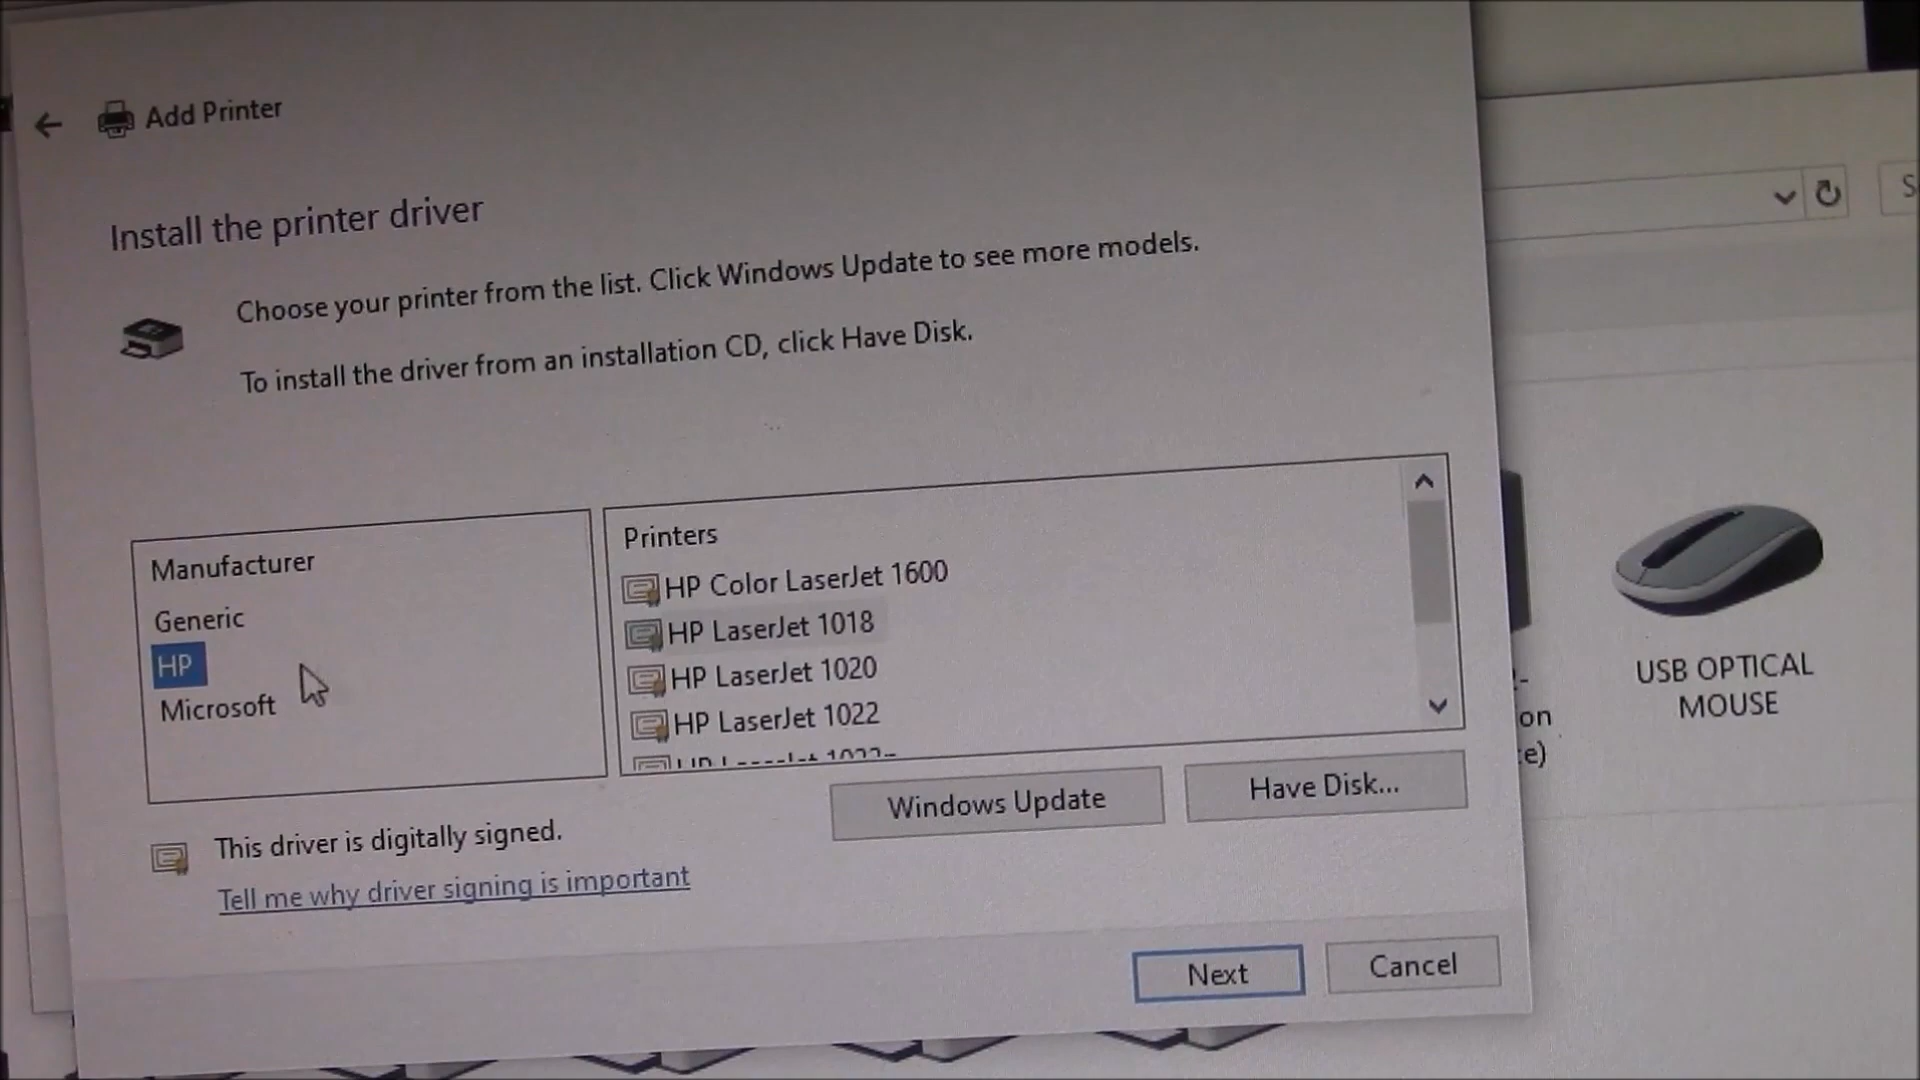 Add Printer
Install the printer driver
Choose your printer from the list. Click Windows Update to see more models.
To install the driver from an installation CD, click Have Disk.
Manufacturer
Generic
HP
Microsoft
Printers
HP Color LaserJet 1600
HP LaserJet 1018
HP LaserJet 1020
HP LaserJet 1022
Windows Update
Have Disk...
This driver is digitally signed.
Tell me why driver signing is important
Next
Cancel
on
e)
USB OPTICAL
MOUSE
S